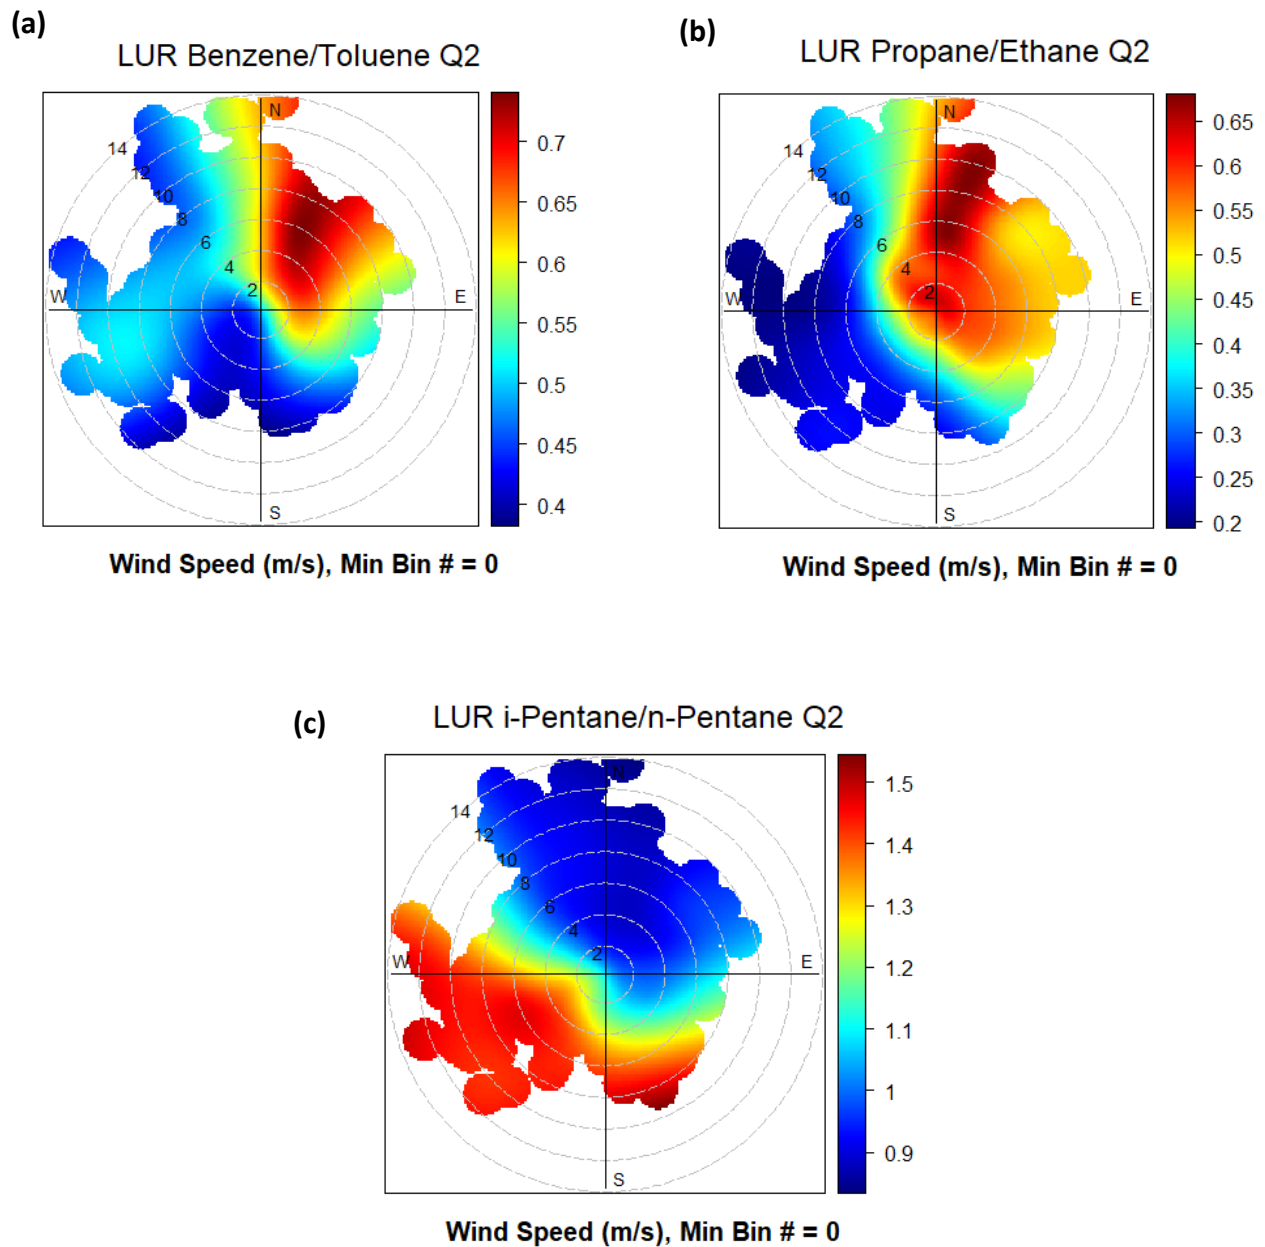 (a)
LUR Benzene/Toluene Q2
N
14
12
10
8
6
4
2
W
E
S
0.7
0.65
0.6
0.55
0.5
0.45
0.4
Wind Speed (m/s), Min Bin # = 0
(b)
LUR Propane/Ethane Q2
N
14
12
10
8
6
4
2
W
E
S
0.65
0.6
0.55
0.5
0.45
0.4
0.35
0.3
0.25
0.2
Wind Speed (m/s), Min Bin # = 0
(c)
LUR i-Pentane/n-Pentane Q2
N
14
12
10
8
6
4
2
W
E
S
1.5
1.4
1.3
1.2
1.1
1
0.9
Wind Speed (m/s), Min Bin # = 0